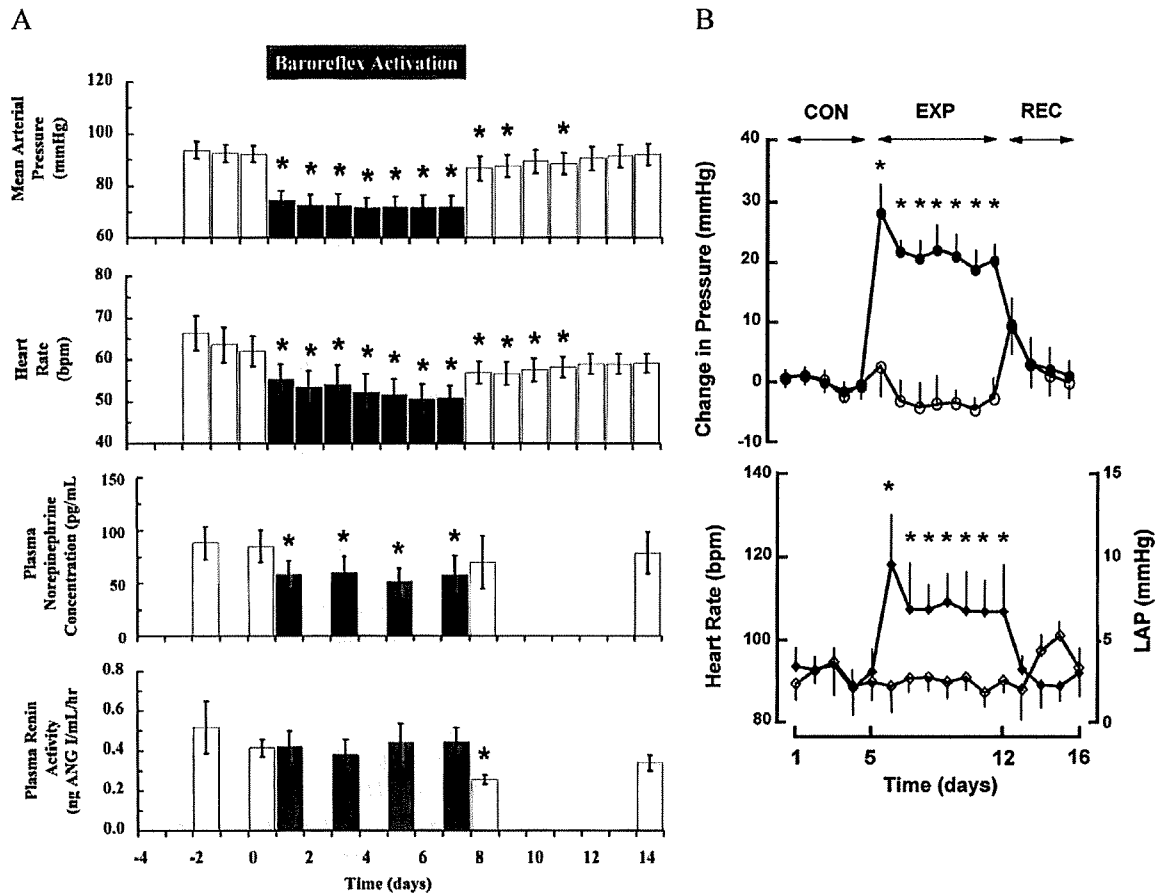 A
Baroreflex Activation
Mean Arterial
Pressure
(mmHg)
120
100
80
60
* * * * * * * * * *
Heart
Rate
(bpm)
70
60
50
40
* * * * * * * * * * *
Plasma
Norepinephrine
Concentration (pg/mL
150
100
50
0
* * * *
Plasma Renin
Activity
(ng ANG I/mL/hr
0.8
0.6
0.4
0.2
0.0
*
-4 -2 0 2 4 6 8 10 12 14
Time (days)
B
CON EXP REC
Change in Pressure (mmHg)
40
30
20
10
0
-10
* * * * * * *
Heart Rate (bpm)
140
120
100
80
* * * * * * *
15
10
5
0
LAP (mmHg)
1 5 12 16
Time (days)